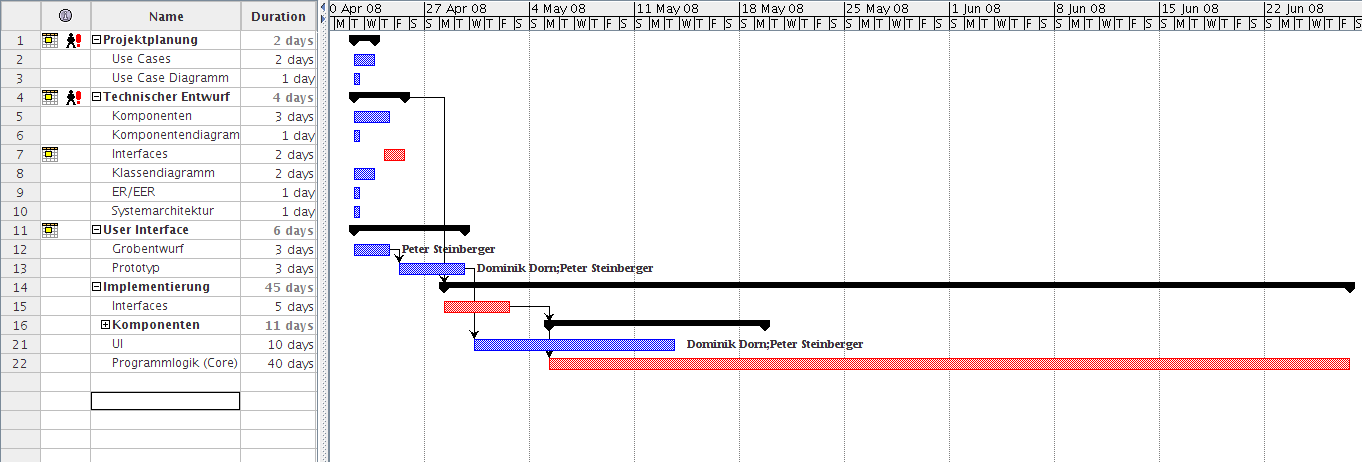 Name Duration 0 Apr 08 27 Apr 08 4 May 08 11 May 08 18 May 08 25 May 08 1 Jun 08 8 Jun 08 15 Jun 08 22 Jun 08
M T W T F S S M T W T F S S M T W T F S S M T W T F S S M T W T F S S M T W T F S S M T W T F S S M T W T F S S M T W T F S S M T W T F S
1 Projektplanung 2 days
2 Use Cases 2 days
3 Use Case Diagramm 1 day
4 Technischer Entwurf 4 days
5 Komponenten 3 days
6 Komponentendiagram 1 day
7 Interfaces 2 days
8 Klassendiagramm 2 days
9 ER/EER 1 day
10 Systemarchitektur 1 day
11 User Interface 6 days
12 Grobentwurf 3 days Peter Steinberger
13 Prototyp 3 days Dominik Dorn;Peter Steinberger
14 Implementierung 45 days
15 Interfaces 5 days
16 Komponenten 11 days
21 UI 10 days Dominik Dorn;Peter Steinberger
22 Programmlogik (Core) 40 days